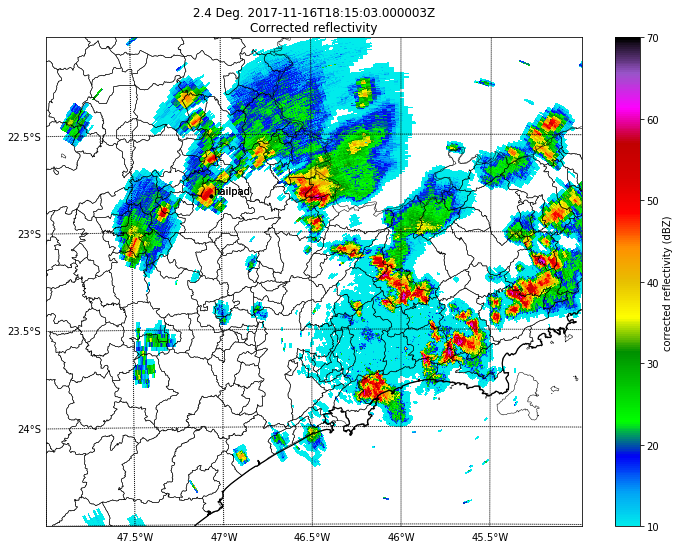 2.4 Deg. 2017-11-16T18:15:03.000003Z
Corrected reflectivity
22.5°S
23°S
23.5°S
24°S
47.5°W
47°W
46.5°W
46°W
45.5°W
hailpad
70
60
50
40
30
20
10
corrected reflectivity (dBZ)